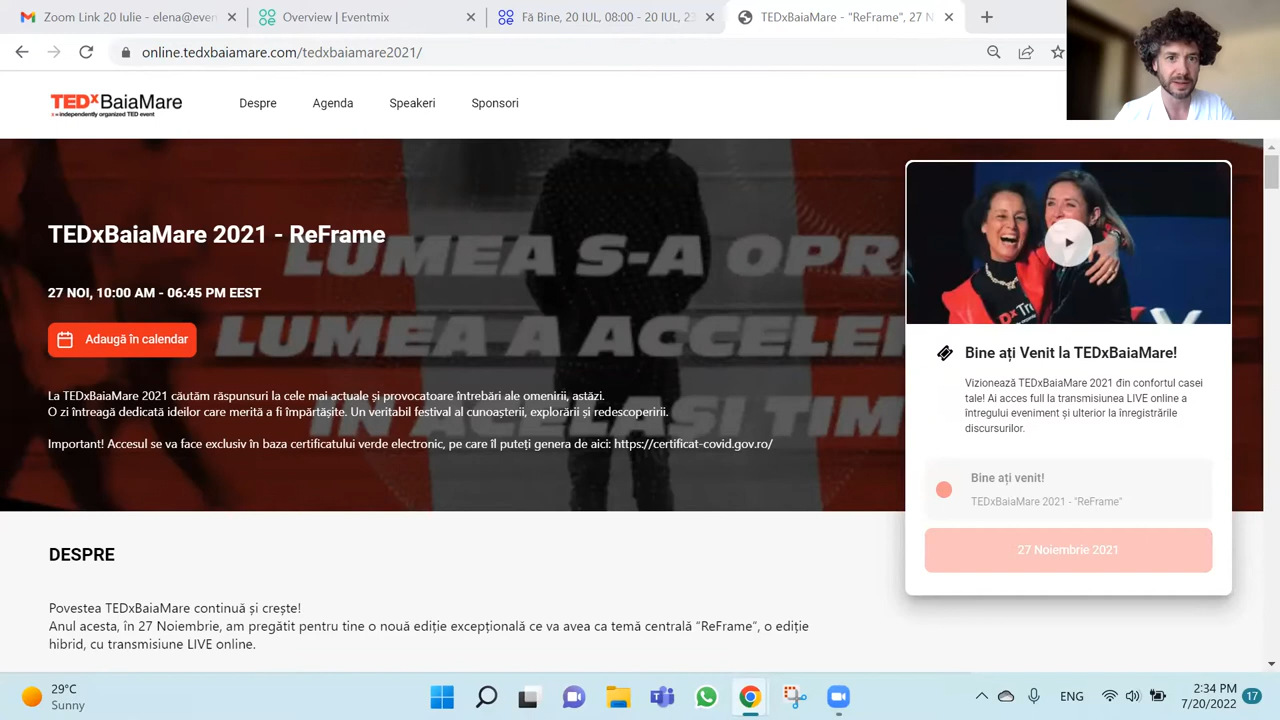 Zoom Link 20 Iulie - elena@even
Overview | Eventmix
Fă Bine, 20 IUL, 08:00 - 20 IUL, 23
TEDxBaiaMare - "ReFrame", 27 N
online.tedxbaiamare.com/tedxbaiamare2021/
TEDxBaiaMare
x = independently organized TED event
Despre
Agenda
Speakeri
Sponsori
LUMEA S-A OPR
LUMEA A ACCELE
TEDxBaiaMare 2021 - ReFrame
27 NOI, 10:00 AM - 06:45 PM EEST
Adaugă în calendar
La TEDxBaiaMare 2021 căutăm răspunsuri la cele mai actuale și provocatoare întrebări ale omenirii, astăzi.
O zi întreagă dedicată ideilor care merită a fi împărtășite. Un veritabil festival al cunoașterii, explorării și redescoperirii.
Important! Accesul se va face exclusiv în baza certificatului verde electronic, pe care îl puteți genera de aici: https://certificat-covid.gov.ro/
Bine ați Venit la TEDxBaiaMare!
Vizionează TEDxBaiaMare 2021 din confortul casei
tale! Ai acces full la transmisiunea LIVE online a
întregului eveniment și ulterior la înregistrările
discursurilor.
Bine ați venit!
TEDxBaiaMare 2021 - "ReFrame"
27 Noiembrie 2021
DESPRE
Povestea TEDxBaiaMare continuă și crește!
Anul acesta, în 27 Noiembrie, am pregătit pentru tine o nouă ediție excepțională ce va avea ca temă centrală “ReFrame”, o ediție
hibrid, cu transmisiune LIVE online.
29°C
Sunny
ENG
2:34 PM
7/20/2022
17